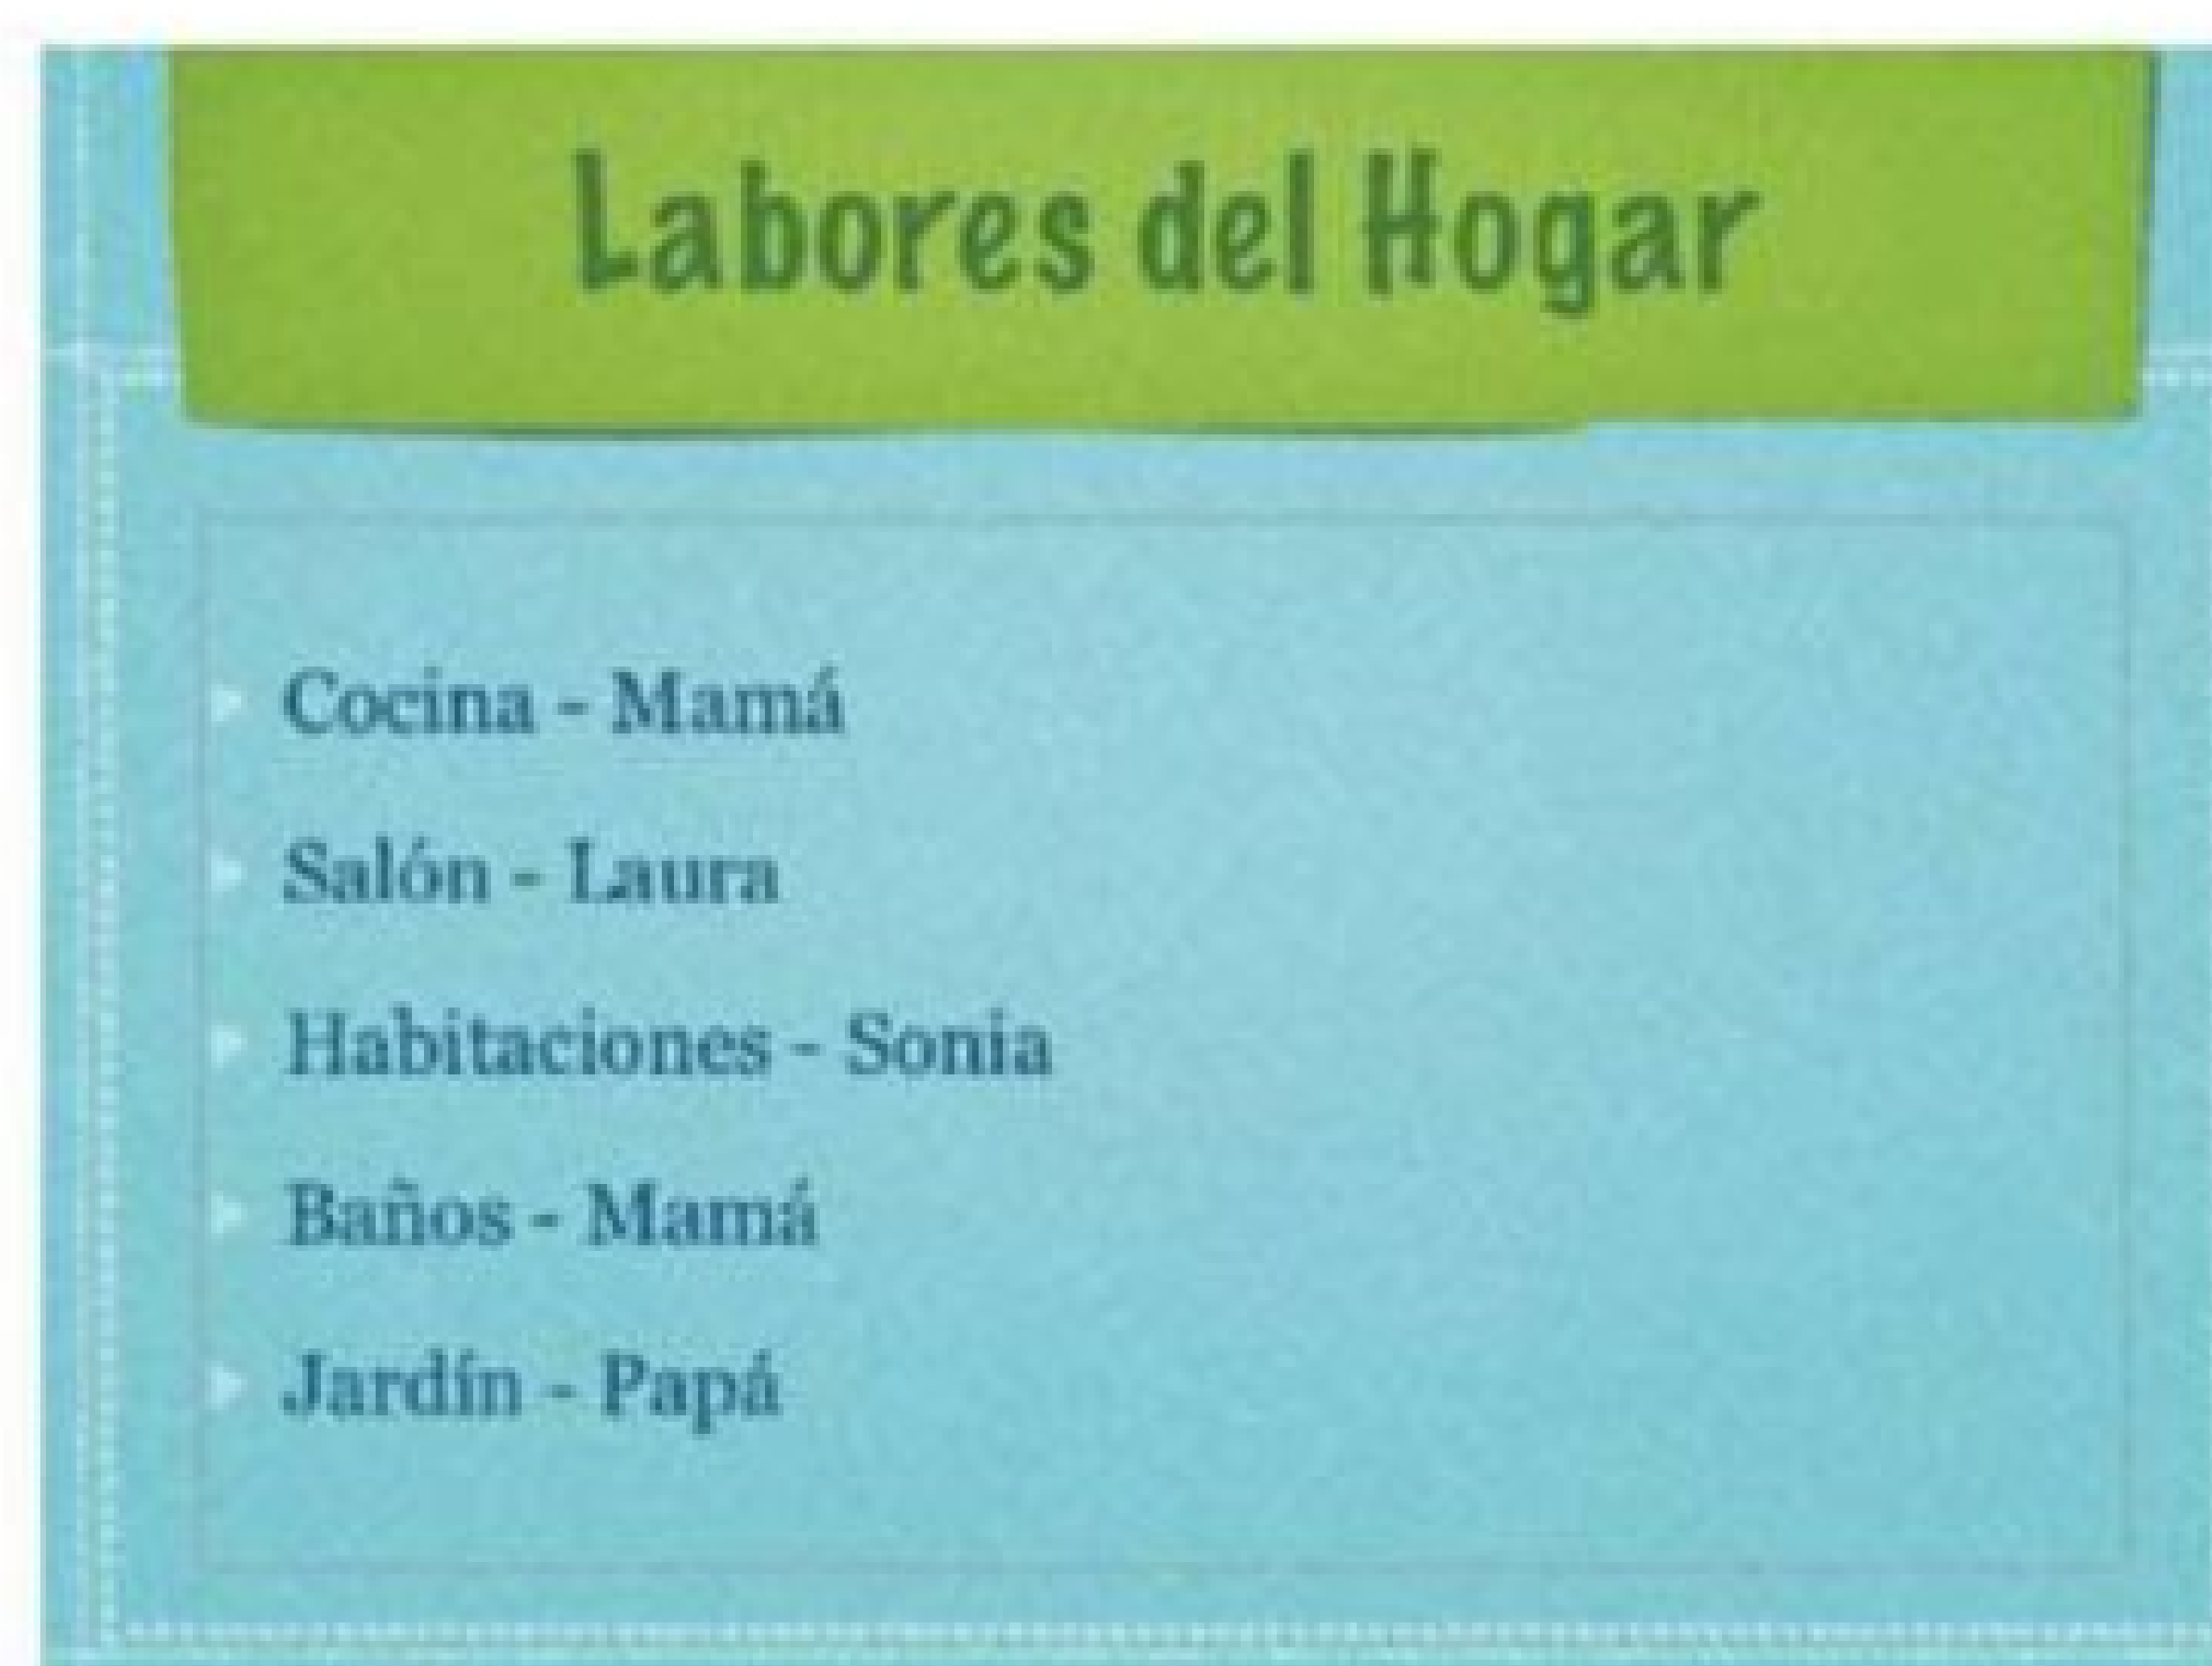 Labores del Hogar
Cocina - Mamá
Salón - Laura
Habitaciones - Sonia
Baños - Mamá
Jardín - Papá